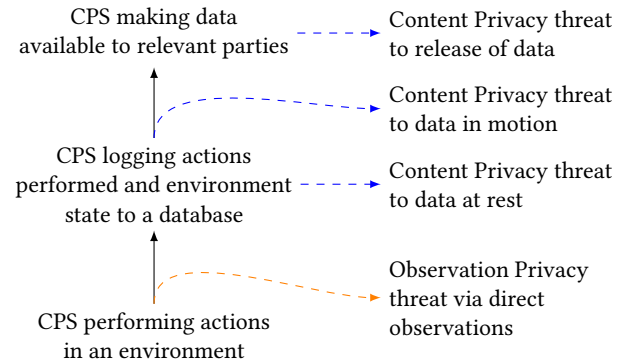 CPS making data
available to relevant parties
Content Privacy threat
to release of data
Content Privacy threat
to data in motion
CPS logging actions
performed and environment
state to a database
Content Privacy threat
to data at rest
Observation Privacy
threat via direct
observations
CPS performing actions
in an environment